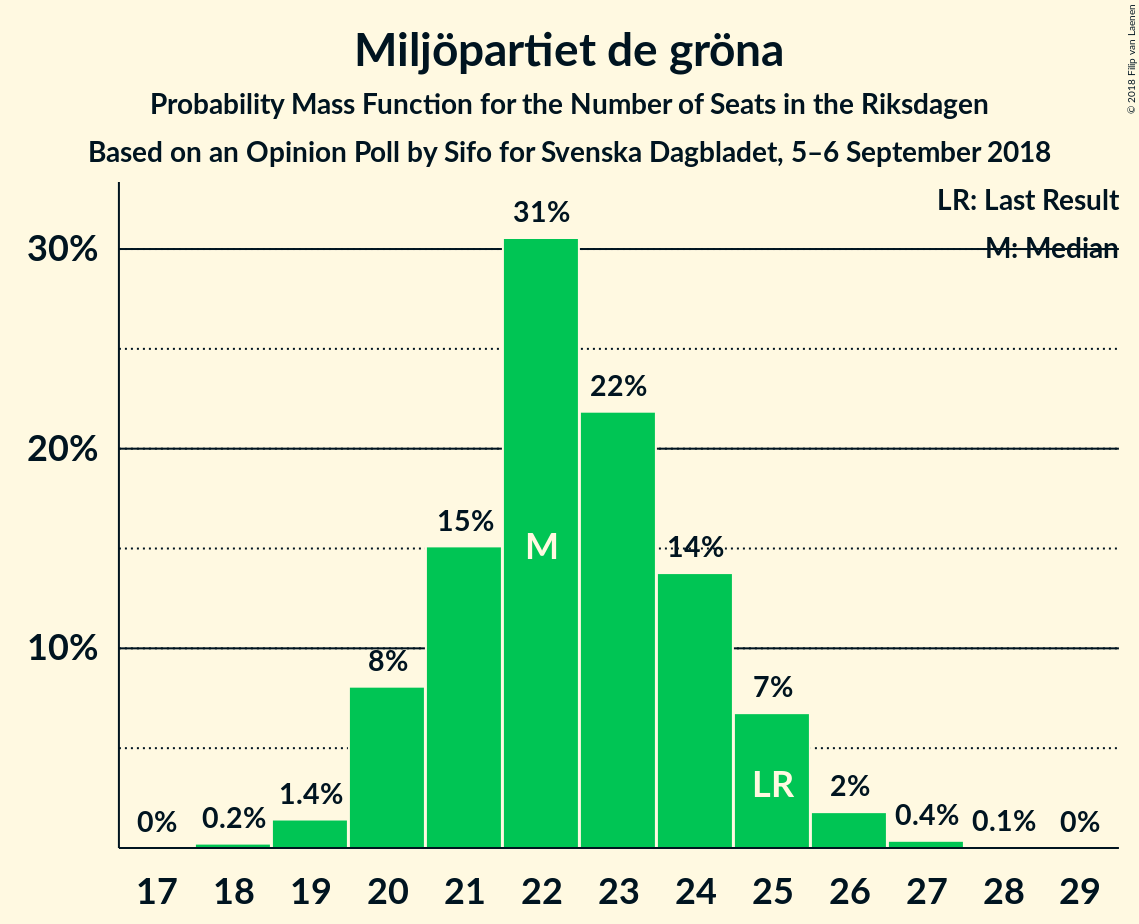 Miljöpartiet de gröna
Probability Mass Function for the Number of Seats in the Riksdagen
Based on an Opinion Poll by Sifo for Svenska Dagbladet, 5–6 September 2018
© 2018 Filip van Laenen
LR: Last Result
M: Median
30%
20%
10%
0%
0.2%
1.4%
8%
15%
31%
22%
14%
7%
2%
0.4%
0.1%
0%
M
LR
17 18 19 20 21 22 23 24 25 26 27 28 29